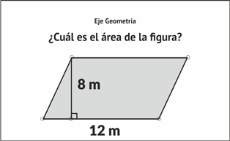 Eje Geometría
¿Cuál es el área de la figura?
8 m
12 m